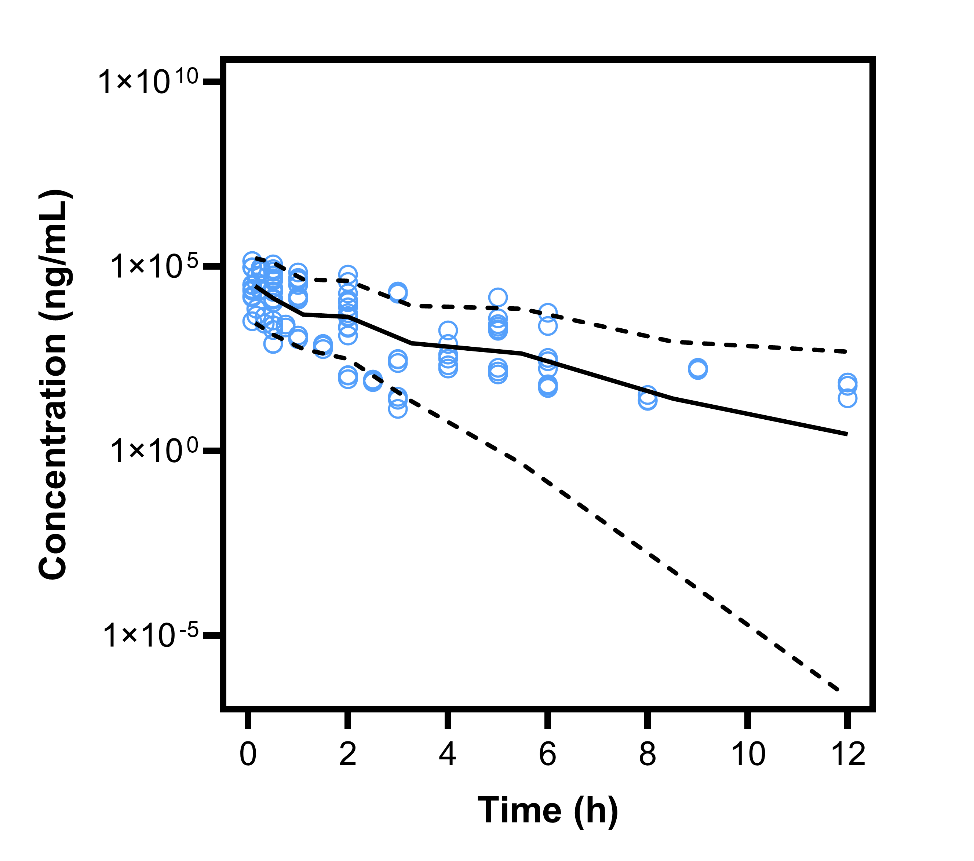 1×10¹⁰
1×10⁵
1×10⁰
1×10⁻⁵
Concentration (ng/mL)
0 2 4 6 8 10 12
Time (h)